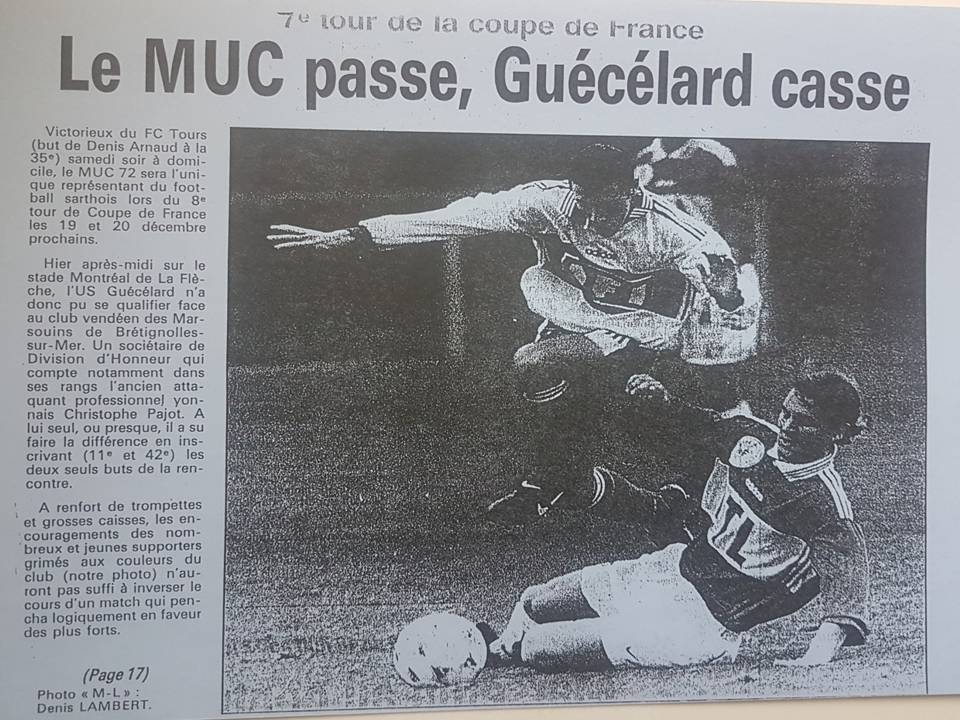 7e tour de la coupe de France
Le MUC passe, Guécélard casse
Victorieux du FC Tours
(but de Denis Arnaud à la
35e) samedi soir à domi-
cile, le MUC 72 sera l'uni-
que représentant du foot-
ball sarthois lors du 8e
tour de Coupe de France
les 19 et 20 décembre
prochains.
Hier après-midi sur le
stade Montréal de La Flè-
che, l'US Guécélard n'a
donc pu se qualifier face
au club vendéen des Mar-
souins de Brétignolles-
sur-Mer. Un sociétaire de
Division d'Honneur qui
compte notamment dans
ses rangs l'ancien atta-
quant professionnel yon-
nais Christophe Pajot. A
lui seul, ou presque, il a su
faire la différence en ins-
crivant (11e et 42e) les
deux seuls buts de la ren-
contre.
A renfort de trompettes
et grosses caisses, les en-
couragements des nom-
breux et jeunes supporters
grimés aux couleurs du
club (notre photo) n'au-
ront pas suffi à inverser le
cours d'un match qui pen-
cha logiquement en faveur
des plus forts.
(Page 17)
Photo « M-L » :
Denis LAMBERT.